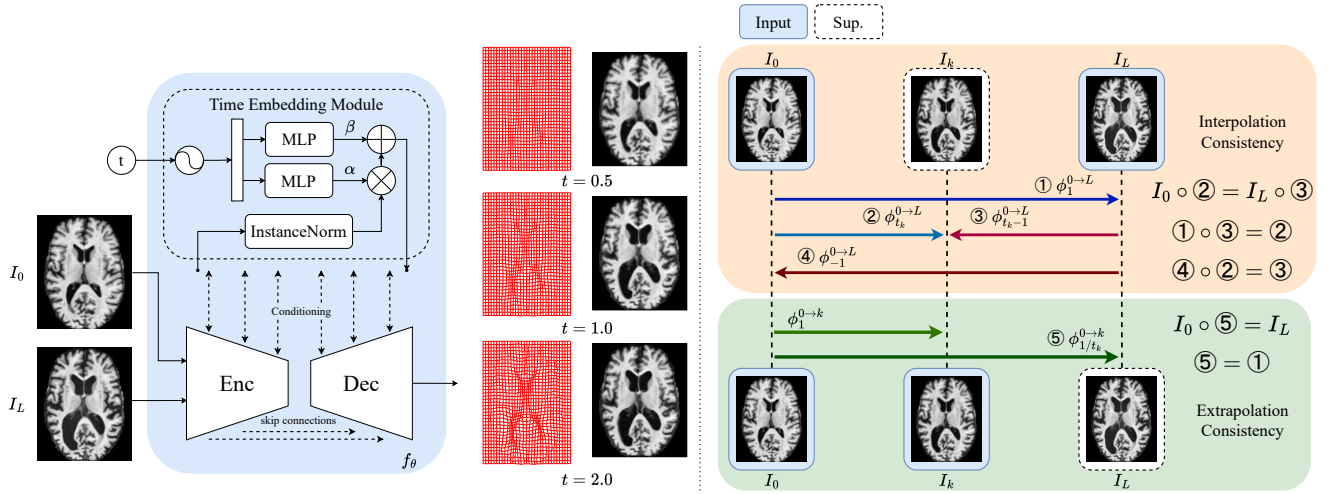 Time Embedding Module
t
MLP
β
MLP
α
InstanceNorm
I_0
I_L
Conditioning
Enc
Dec
skip connections
f_θ
t = 0.5
t = 1.0
t = 2.0
Input
Sup.
I_0
I_k
I_L
Interpolation
Consistency
① ϕ_1^{0→L}
② ϕ_{t_k}^{0→L}
③ ϕ_{t_k−1}^{0→L}
④ ϕ_{−1}^{0→L}
I_0 ∘ ② = I_L ∘ ③
① ∘ ③ = ②
④ ∘ ② = ③
ϕ_1^{0→k}
⑤ ϕ_{1/t_k}^{0→k}
I_0 ∘ ⑤ = I_L
⑤ = ①
Extrapolation
Consistency
I_0
I_k
I_L